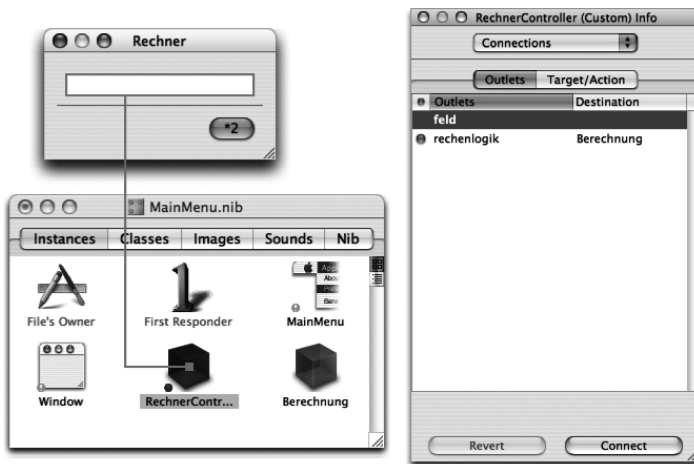 Rechner
*2
MainMenu.nib
Instances Classes Images Sounds Nib
File's Owner First Responder MainMenu
Window RechnerContr... Berechnung
RechnerController (Custom) Info
Connections
Outlets Target/Action
Outlets Destination
feld
rechenlogik Berechnung
Revert Connect